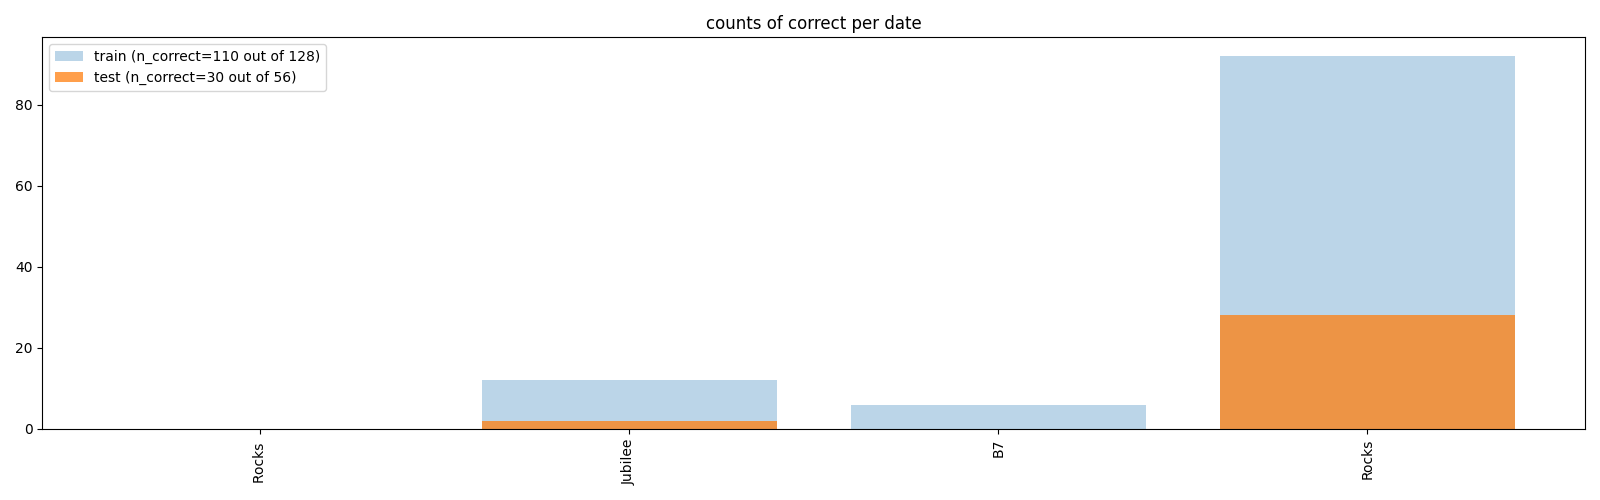 counts of correct per date
train (n_correct=110 out of 128)
test (n_correct=30 out of 56)
80
60
40
20
0
Rocks
Jubilee
B7
Rocks